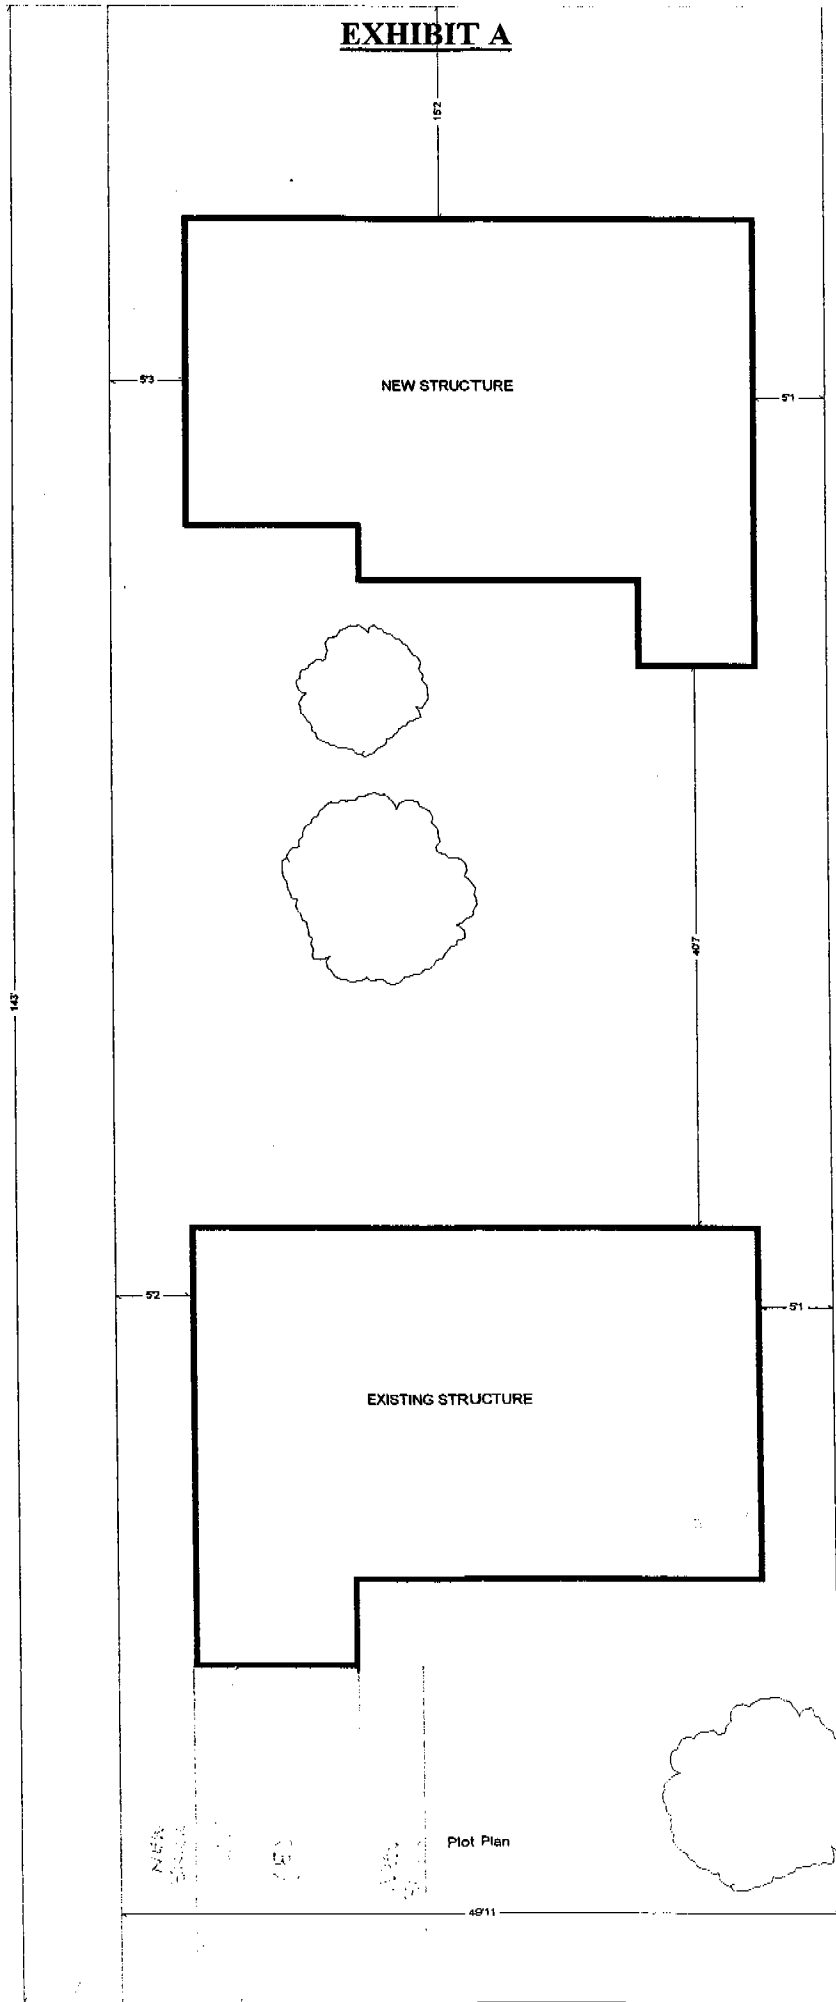 EXHIBIT A
15'2
5'3
NEW STRUCTURE
5'1
40'7
143'
5'2
5'1
EXISTING STRUCTURE
NEW
(E)
Plot Plan
49'11